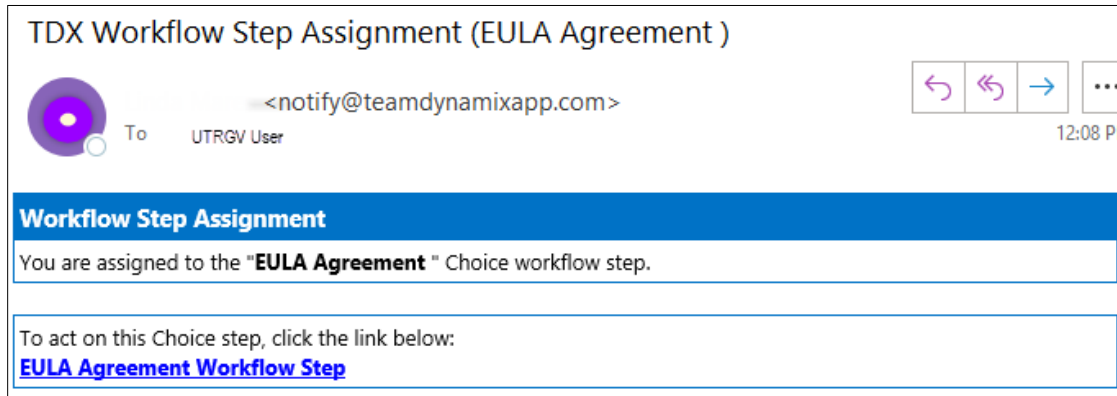 TDX Workflow Step Assignment (EULA Agreement )
<notify@teamdynamixapp.com>
To UTRGV User
12:08 P
Workflow Step Assignment
You are assigned to the "EULA Agreement " Choice workflow step.
To act on this Choice step, click the link below:
EULA Agreement Workflow Step